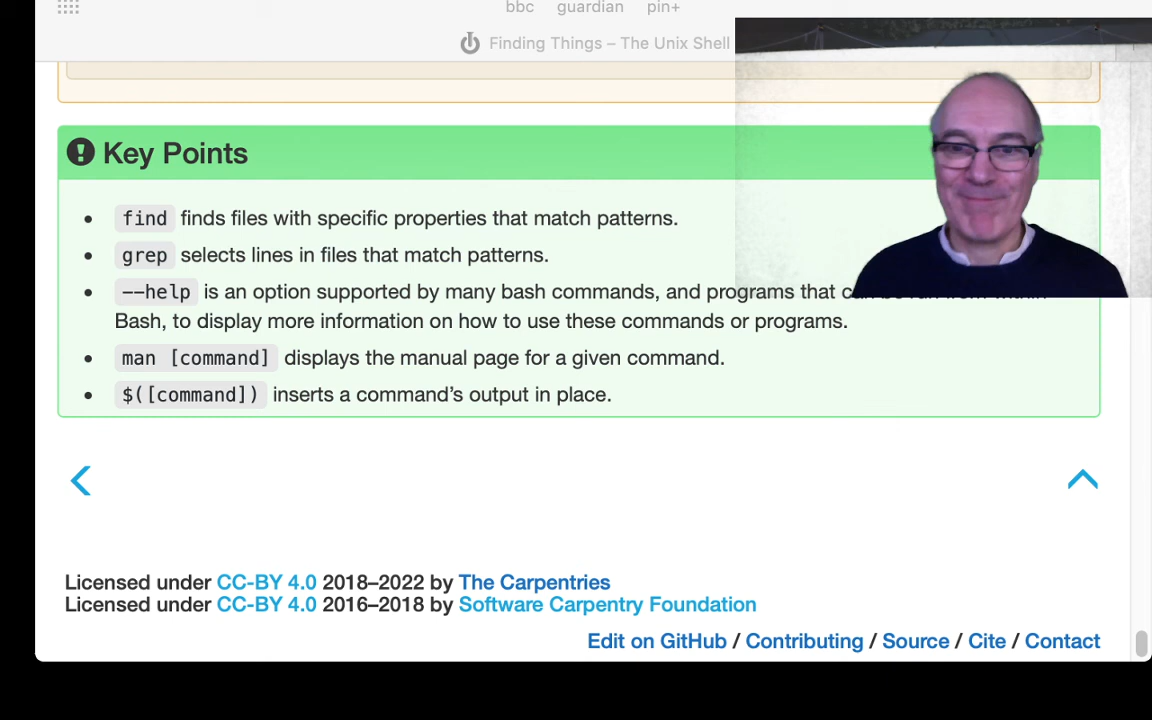 bbc guardian pin+
Finding Things – The Unix Shell
Key Points
find finds files with specific properties that match patterns.
grep selects lines in files that match patterns.
--help is an option supported by many bash commands, and programs that
Bash, to display more information on how to use these commands or programs.
man [command] displays the manual page for a given command.
$([command]) inserts a command’s output in place.
Licensed under CC-BY 4.0 2018–2022 by The Carpentries
Licensed under CC-BY 4.0 2016–2018 by Software Carpentry Foundation
Edit on GitHub / Contributing / Source / Cite / Contact